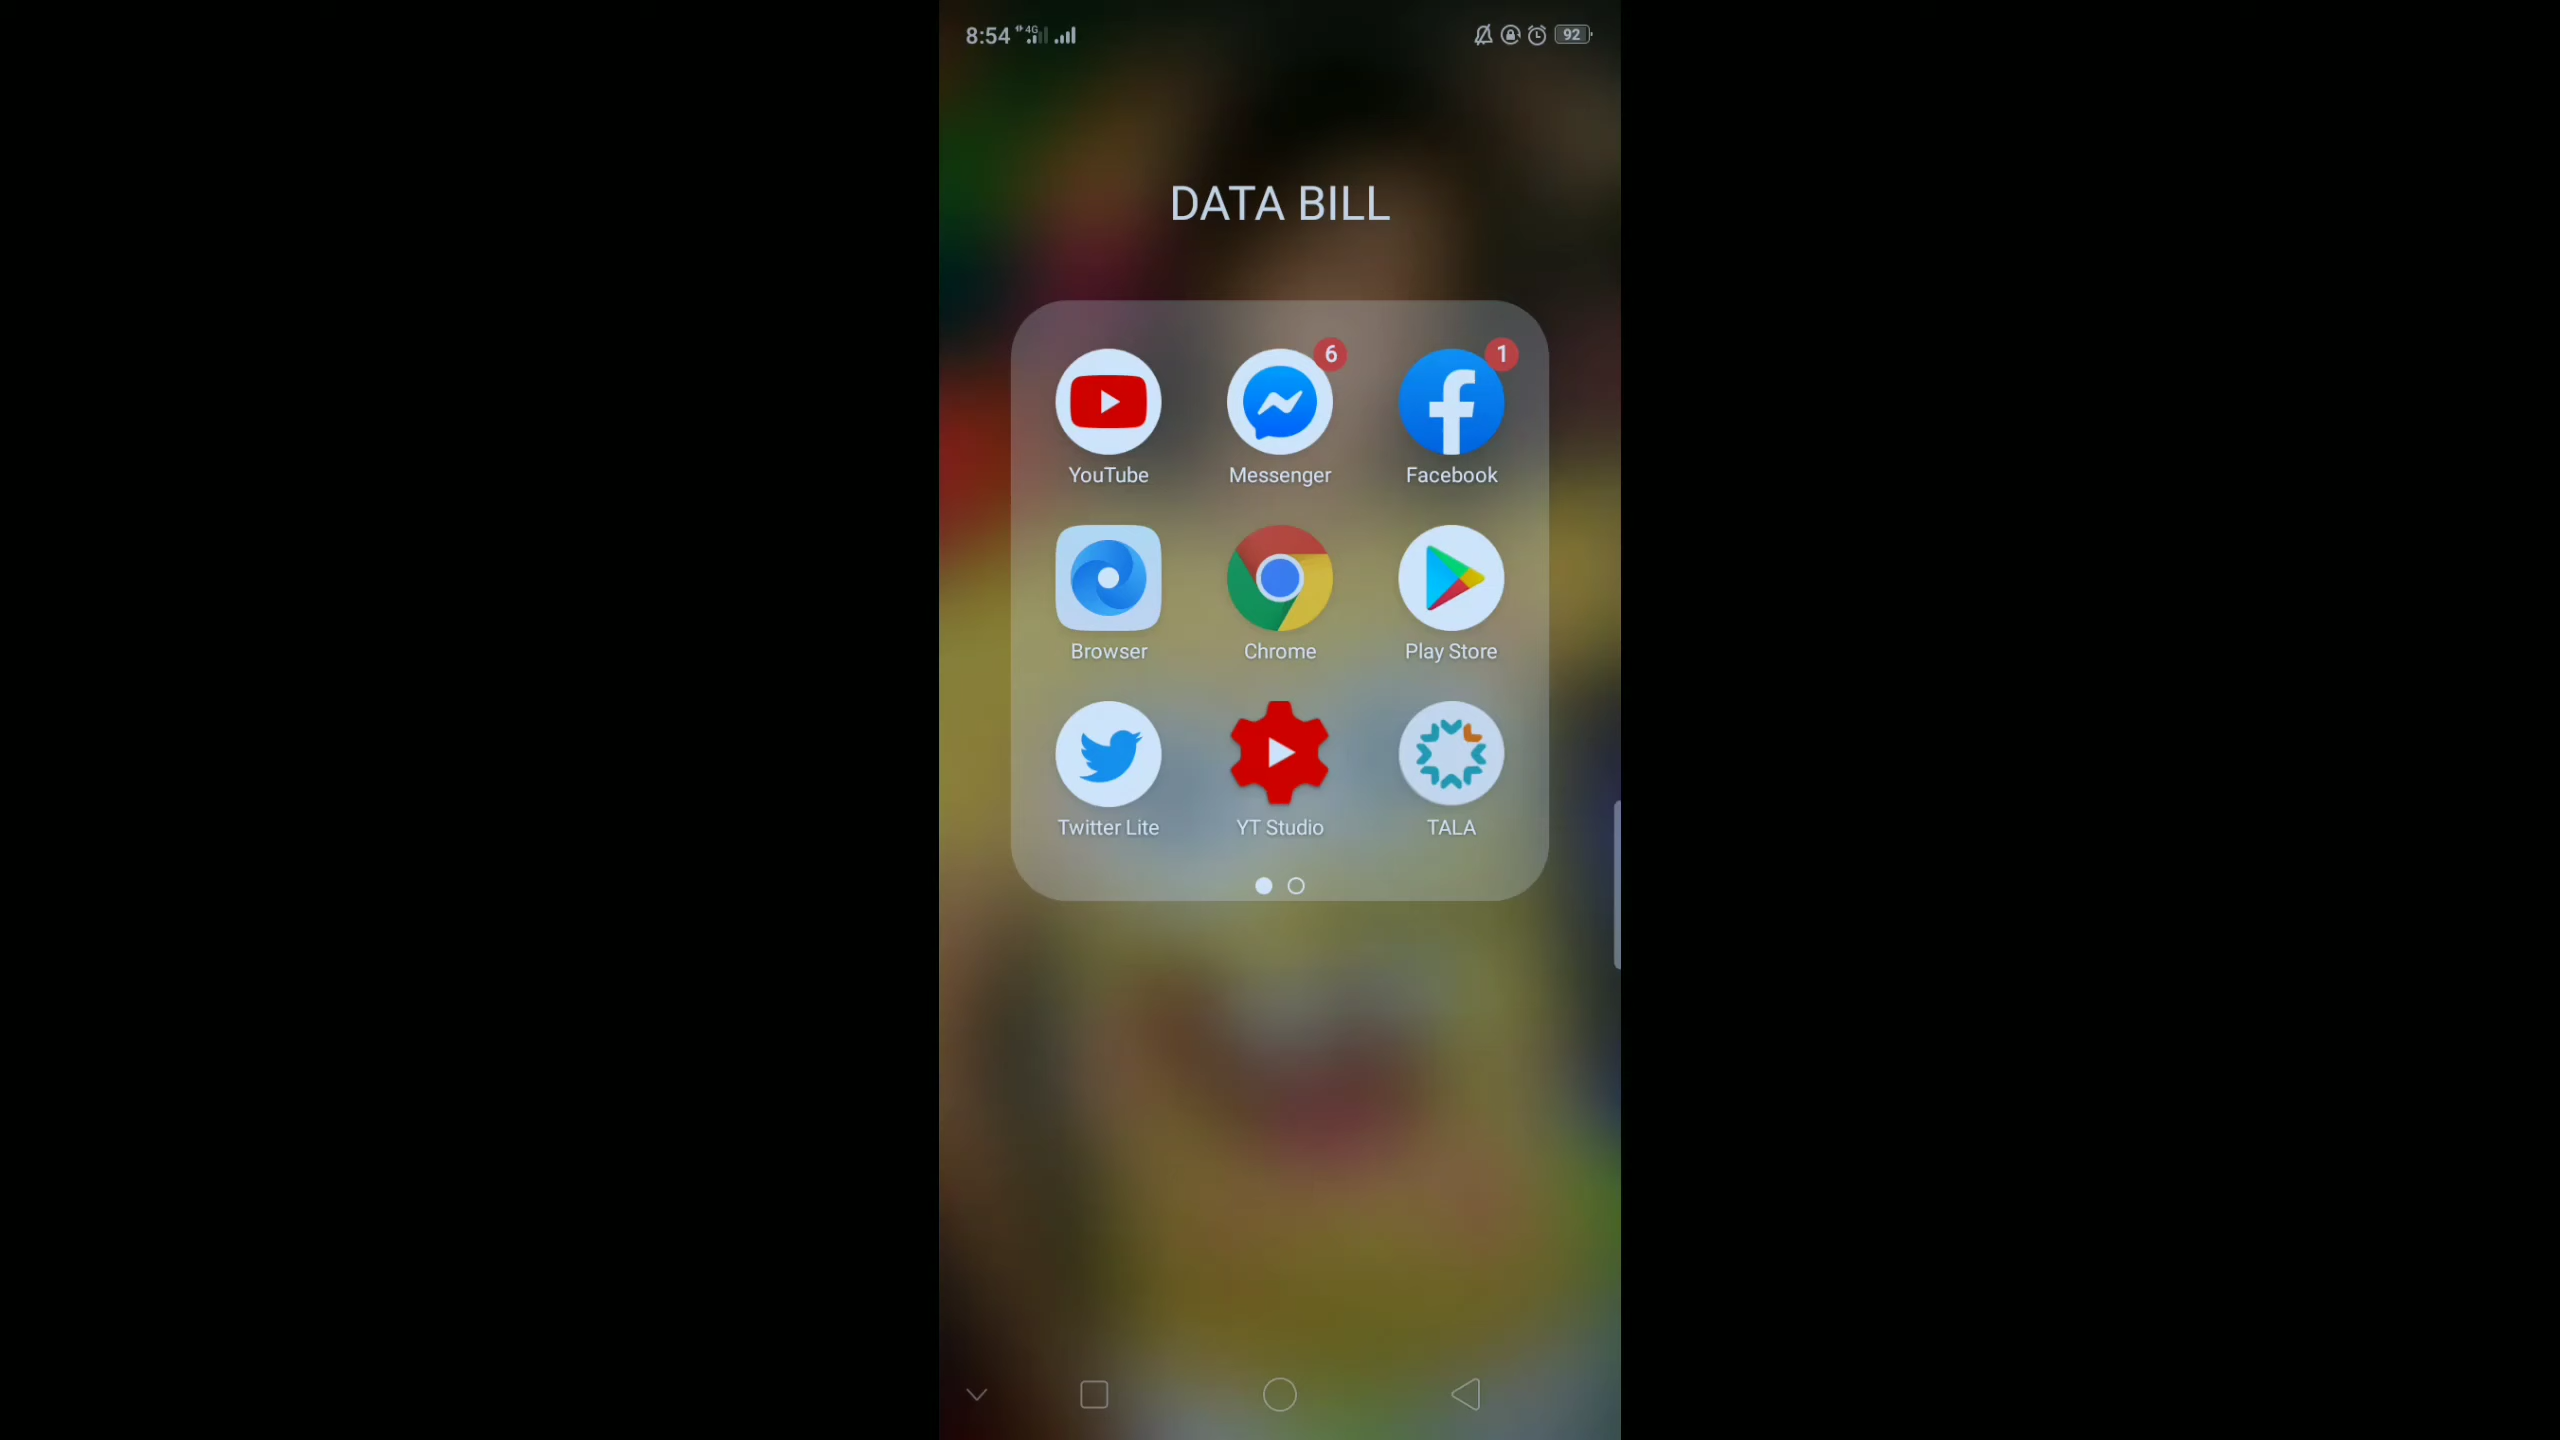 8:54 4G 92
DATA BILL
6 1
YouTube Messenger Facebook
Browser Chrome Play Store
Twitter Lite YT Studio TALA